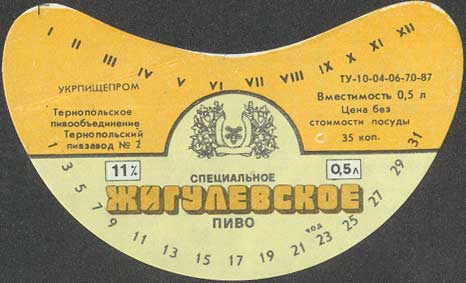 I II III IV V VI VII VIII IX X XI XII
УКРПИЩЕПРОМ
Тернопольское
пивообъединение
Тернопольский
пивзавод № 2
ТУ-10-04-06-70-87
Вместимость 0,5 л
Цена без
стоимости посуды
35 коп.
11%
0,5л
СПЕЦИАЛЬНОЕ
ЖИГУЛЕВСКОЕ
ПИВО
1 3 5 7 9 11 13 15 17 19 21 23 25 27 29 31